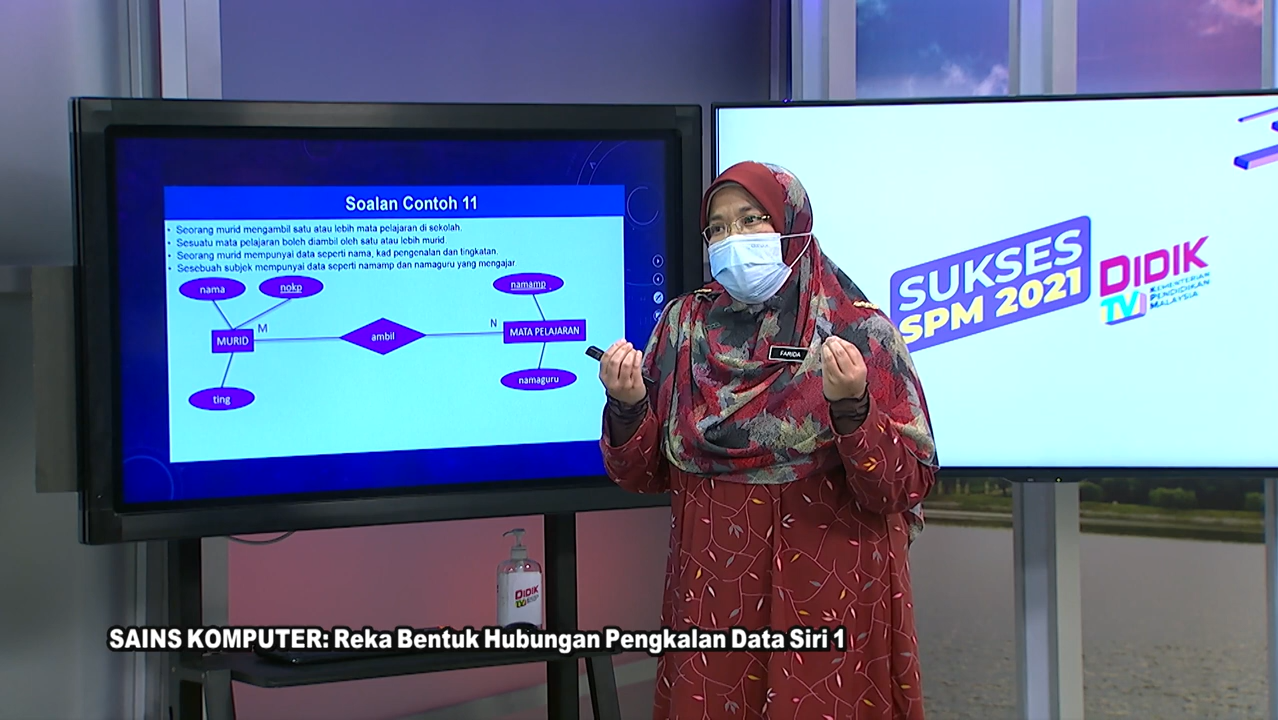 Soalan Contoh 11
• Seorang murid mengambil satu atau lebih mata pelajaran di sekolah.
• Sesuatu mata pelajaran boleh diambil oleh satu atau lebih murid.
• Seorang murid mempunyai data seperti nama, kad pengenalan dan tingkatan.
• Sesebuah subjek mempunyai data seperti namamp dan namaguru yang mengajar.
nama
nokp
namamp
M
N
MURID
ambil
MATA PELAJARAN
ting
namaguru
SUKSES
SPM 2021
DIDIK
TV
KEMENTERIAN
PENDIDIKAN
MALAYSIA
FARIDA
DIDIK
TV
SAINS KOMPUTER: Reka Bentuk Hubungan Pengkalan Data Siri 1